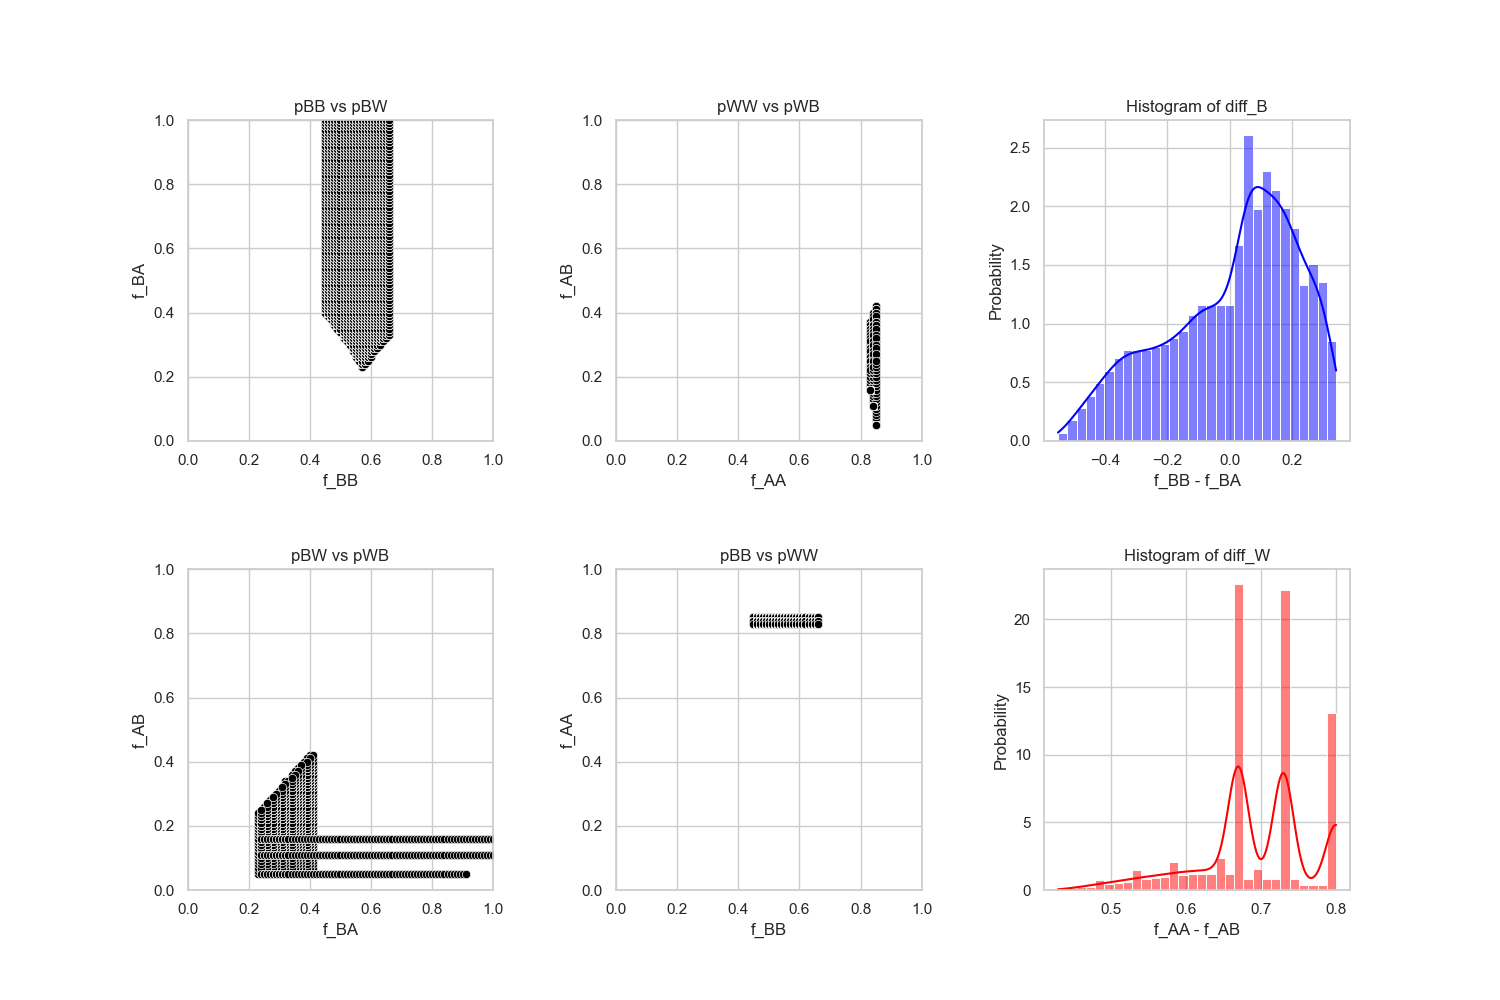 pBB vs pBW
1.0
0.8
0.6
0.4
0.2
0.0
f_BA
0.0 0.2 0.4 0.6 0.8 1.0
f_BB
pWW vs pWB
1.0
0.8
0.6
0.4
0.2
0.0
f_AB
0.0 0.2 0.4 0.6 0.8 1.0
f_AA
Histogram of diff_B
2.5
2.0
1.5
1.0
0.5
0.0
Probability
−0.4 −0.2 0.0 0.2
f_BB - f_BA
pBW vs pWB
1.0
0.8
0.6
0.4
0.2
0.0
f_AB
0.0 0.2 0.4 0.6 0.8 1.0
f_BA
pBB vs pWW
1.0
0.8
0.6
0.4
0.2
0.0
f_AA
0.0 0.2 0.4 0.6 0.8 1.0
f_BB
Histogram of diff_W
20
15
10
5
0
Probability
0.5 0.6 0.7 0.8
f_AA - f_AB